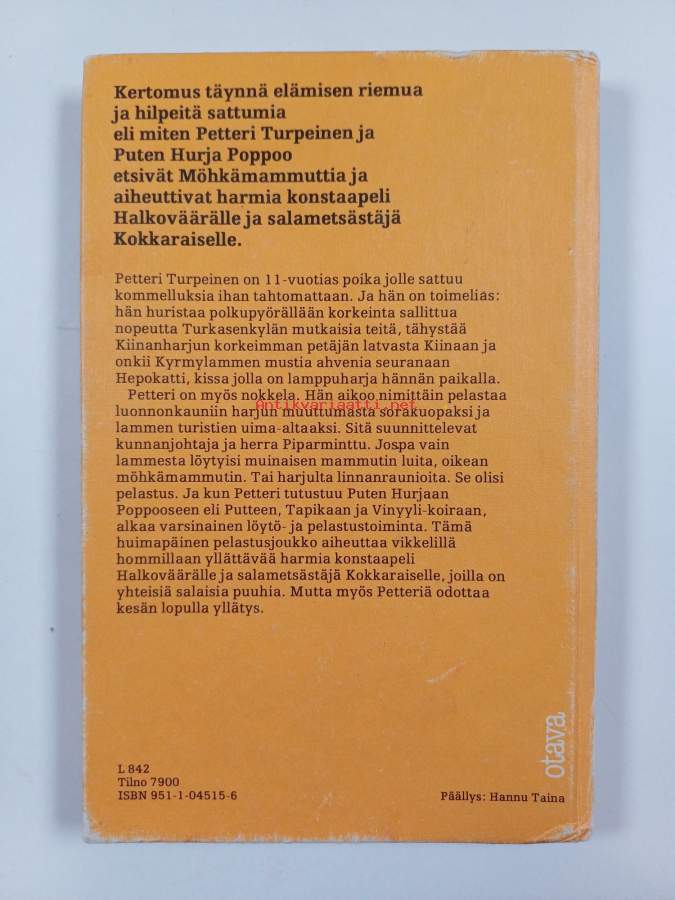 Kertomus täynnä elämisen riemua
ja hilpeitä sattumia
eli miten Petteri Turpeinen ja
Puten Hurja Poppoo
etsivät Möhkämammuttia ja
aiheuttivat harmia konstaapeli
Halkoväärälle ja salametsästäjä
Kokkaraiselle.
Petteri Turpeinen on 11-vuotias poika jolle sattuu
kommelluksia ihan tahtomattaan. Ja hän on toimelias:
hän huristaa polkupyörällään korkeinta sallittua
nopeutta Turkasenkylän mutkaisia teitä, tähystää
Kiinanharjun korkeimman petäjän latvasta Kiinaan ja
onkii Kyrmylammen mustia ahvenia seuranaan
Hepokatti, kissa jolla on lamppuharja hännän paikalla.
Petteri on myös nokkela. Hän aikoo nimittäin pelastaa
Antikvariaatti.net
luonnonkauniin harjun muuttumasta sorakuopaksi ja
lammen turistien uima-altaaksi. Sitä suunnittelevat
kunnanjohtaja ja herra Piparminttu. Jospa vain
lammesta löytyisi muinaisen mammutin luita, oikean
möhkämammutin. Tai harjulta linnanraunioita. Se olisi
pelastus. Ja kun Petteri tutustuu Puten Hurjaan
Poppooseen eli Putteen, Tapikaan ja Vinyyli-koiraan,
alkaa varsinainen löytö- ja pelastustoiminta. Tämä
huimapäinen pelastusjoukko aiheuttaa vikkelillä
hommillaan yllättävää harmia konstaapeli
Halkoväärälle ja salametsästäjä Kokkaraiselle, joilla on
yhteisiä salaisia puuhia. Mutta myös Petteriä odottaa
kesän lopulla yllätys.
otava
L 842
Tilno 7900
ISBN 951-1-04515-6
Päällys: Hannu Taina